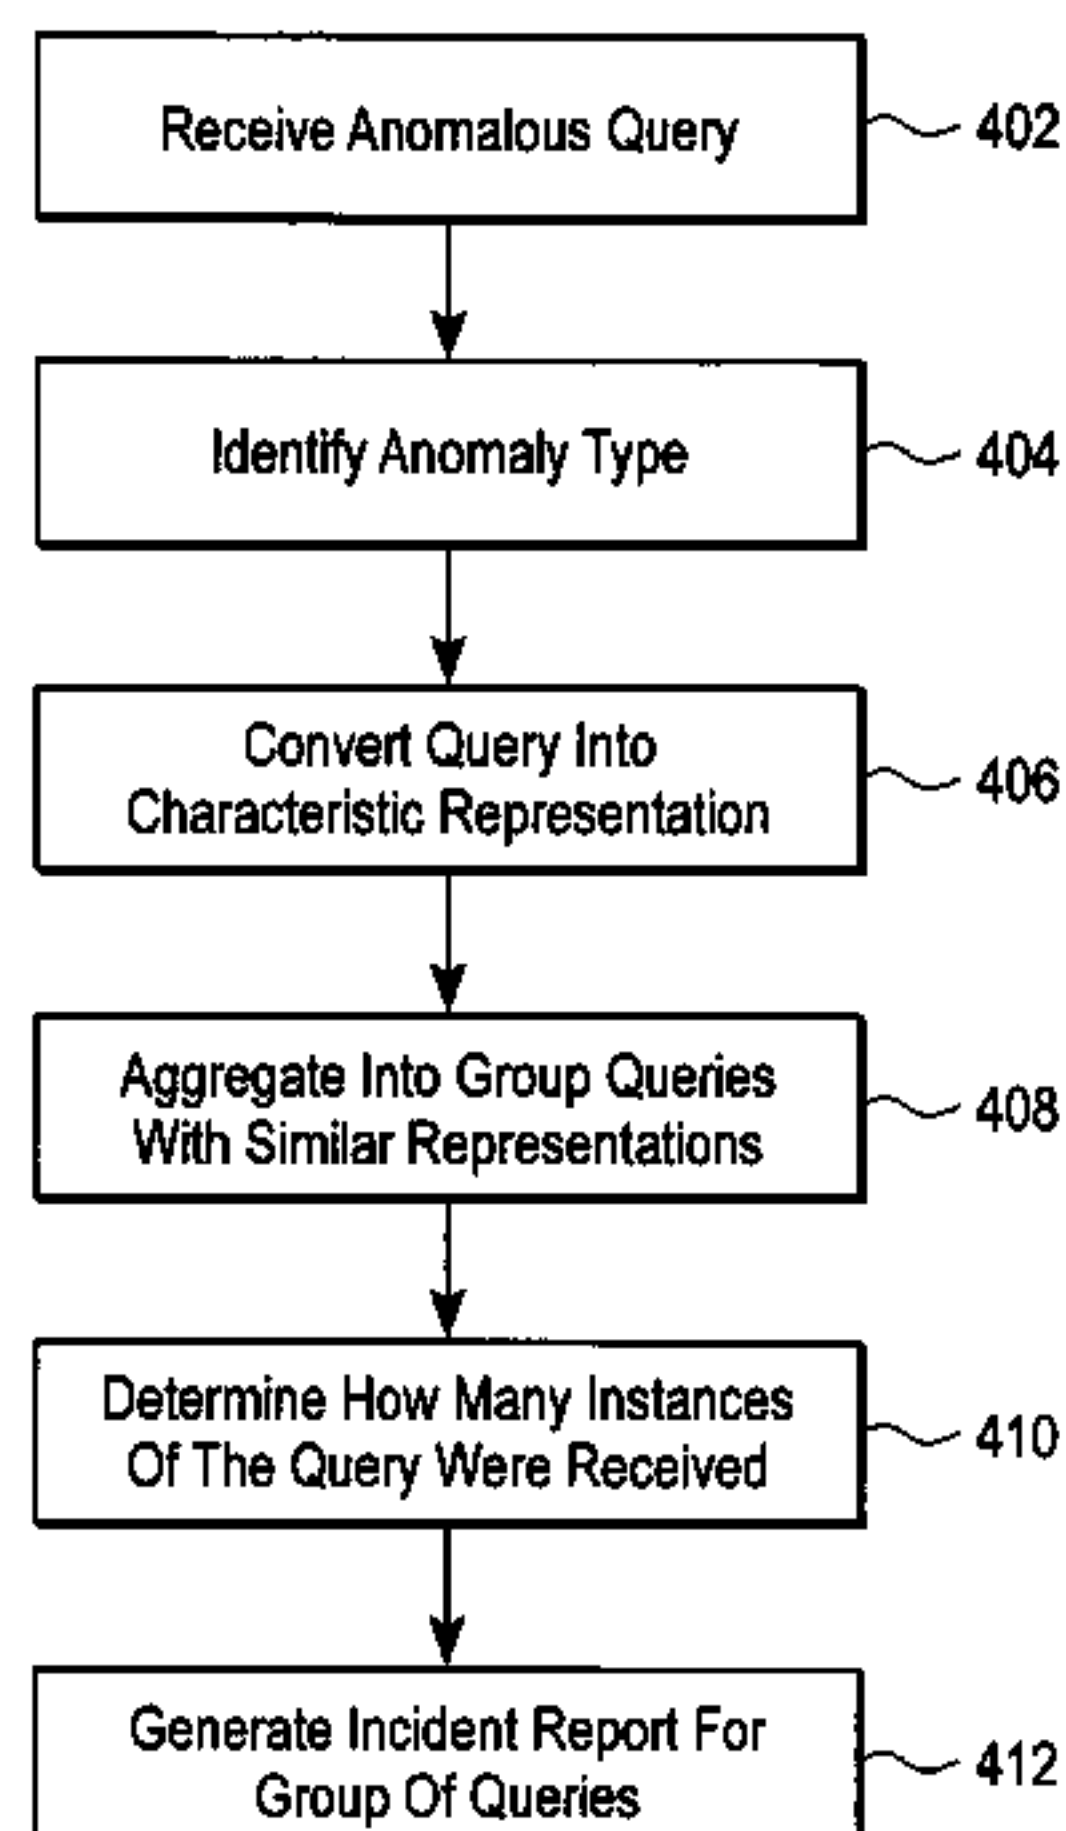 Receive Anomalous Query
402
Identify Anomaly Type
404
Convert Query Into
Characteristic Representation
406
Aggregate Into Group Queries
With Similar Representations
408
Determine How Many Instances
Of The Query Were Received
410
Generate Incident Report For
Group Of Queries
412